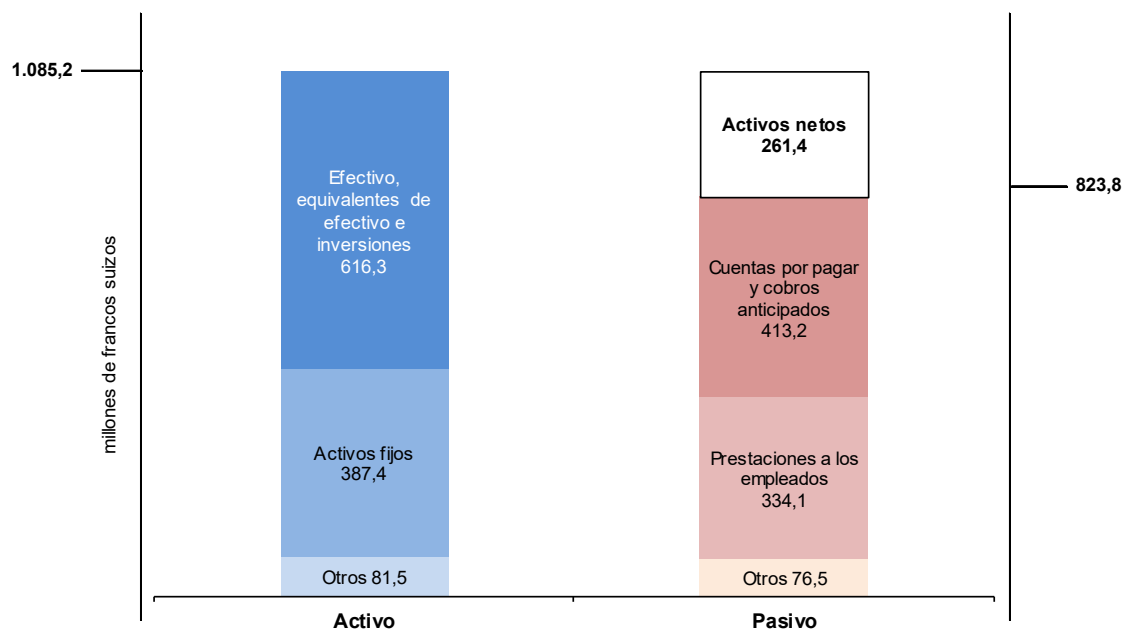 1.085,2
millones de francos suizos
Efectivo,
equivalentes de
efectivo e
inversiones
616,3
Activos fijos
387,4
Otros 81,5
Activo
Activos netos
261,4
Cuentas por pagar
y cobros
anticipados
413,2
Prestaciones a los
empleados
334,1
Otros 76,5
Pasivo
823,8